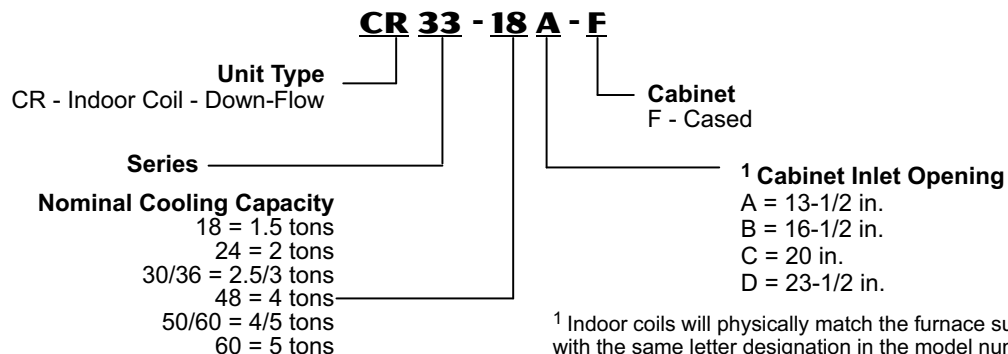 CR 33 - 18 A - F
Unit Type
CR - Indoor Coil - Down-Flow
Series
Nominal Cooling Capacity
18 = 1.5 tons
24 = 2 tons
30/36 = 2.5/3 tons
48 = 4 tons
50/60 = 4/5 tons
60 = 5 tons
Cabinet
F - Cased
1 Cabinet Inlet Opening
A = 13-1/2 in.
B = 16-1/2 in.
C = 20 in.
D = 23-1/2 in.
1 Indoor coils will physically match the furnace
with the same letter designation in the model